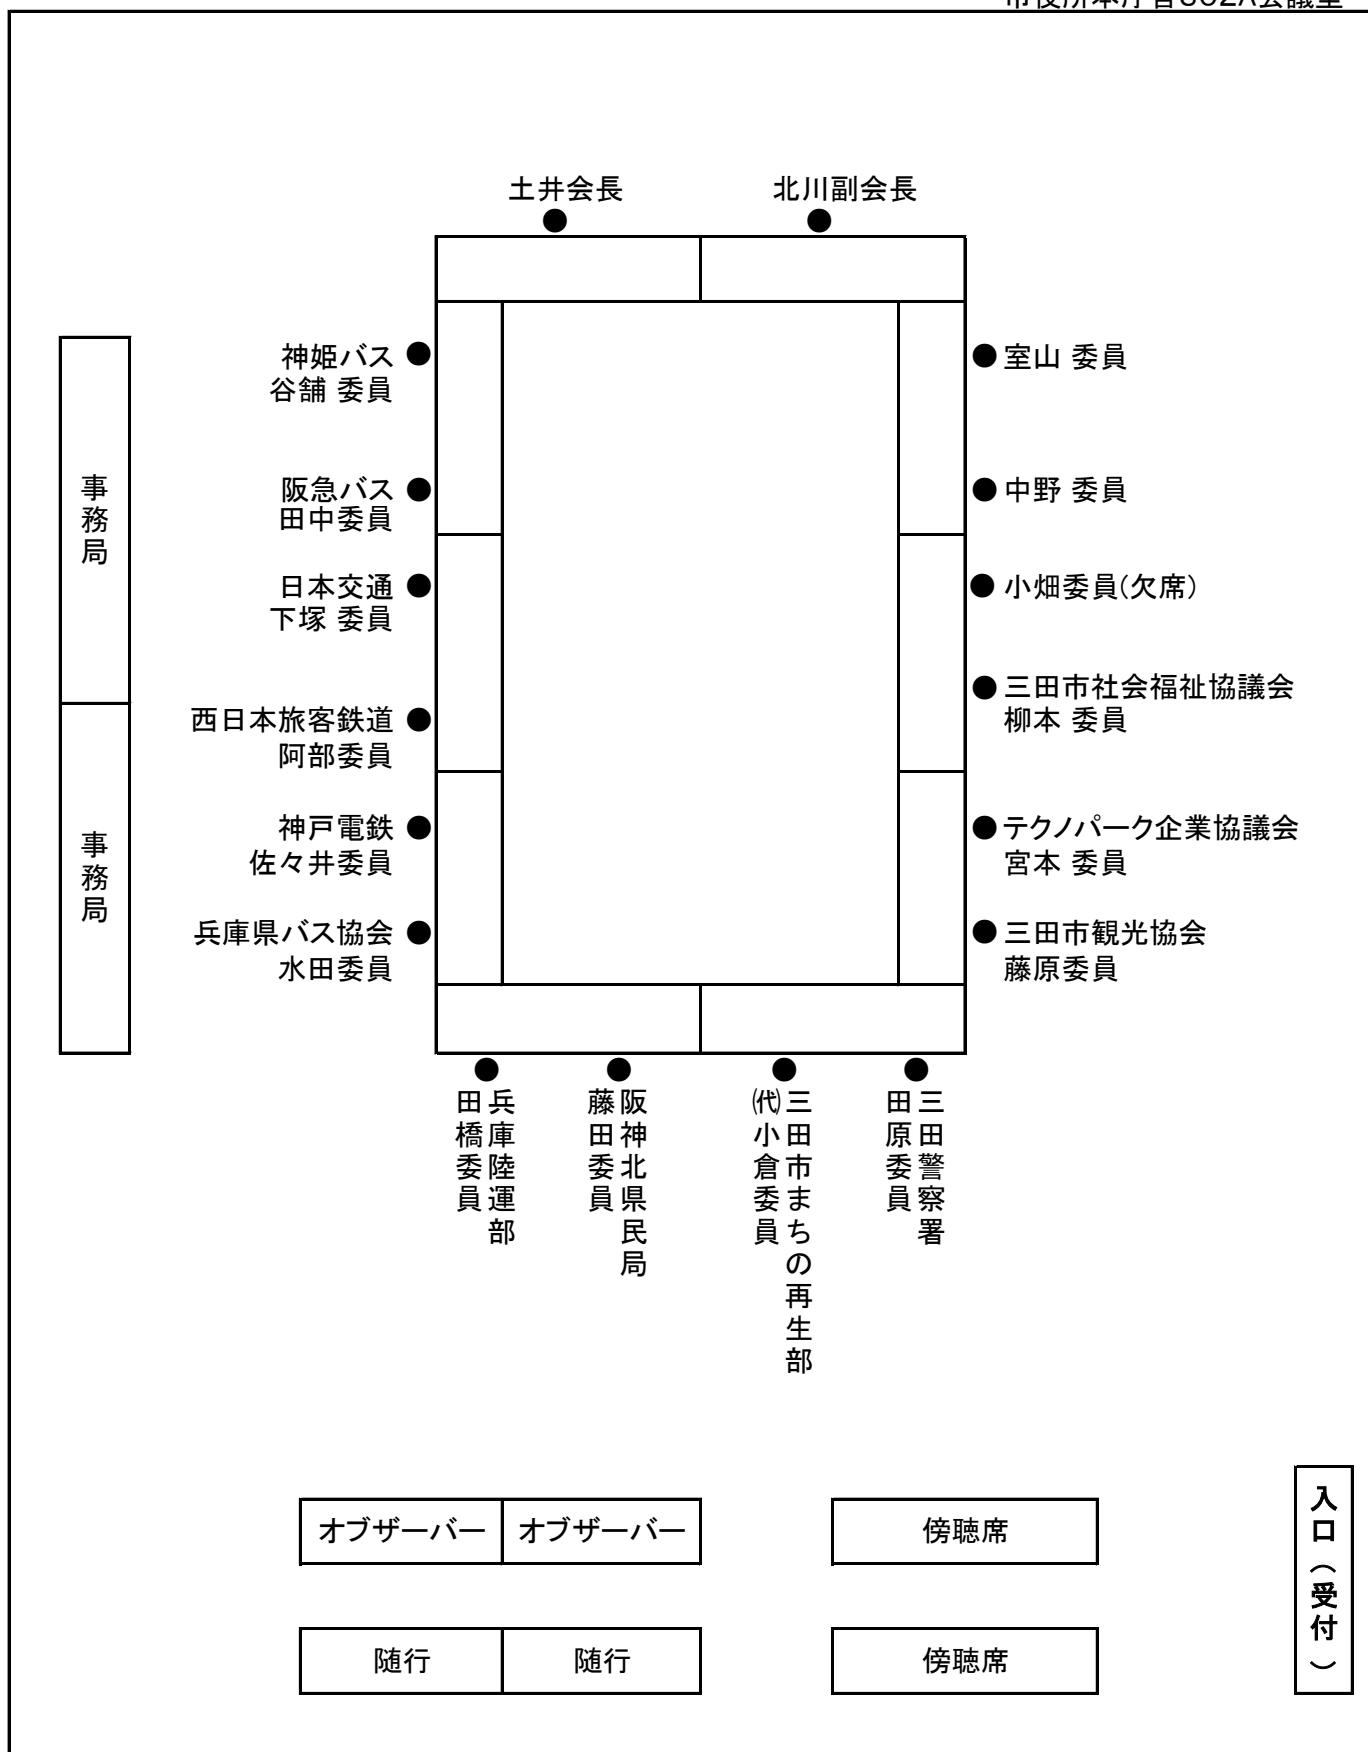 土井会長
北川副会長
神姫バス
谷舗 委員
室山 委員
阪急バス
田中委員
中野 委員
日本交通
下塚 委員
小畑委員(欠席)
西日本旅客鉄道
阿部委員
三田市社会福祉協議会
柳本 委員
神戸電鉄
佐々井委員
テクノパーク企業協議会
宮本 委員
兵庫県バス協会
水田委員
三田市観光協会
藤原委員
事務局
事務局
兵庫陸運部
田橋委員
阪神北県民局
藤田委員
三田市まちの再生部
㈹小倉委員
三田警察署
田原委員
オブザーバー
オブザーバー
傍聴席
随行
随行
傍聴席
入口（受付）